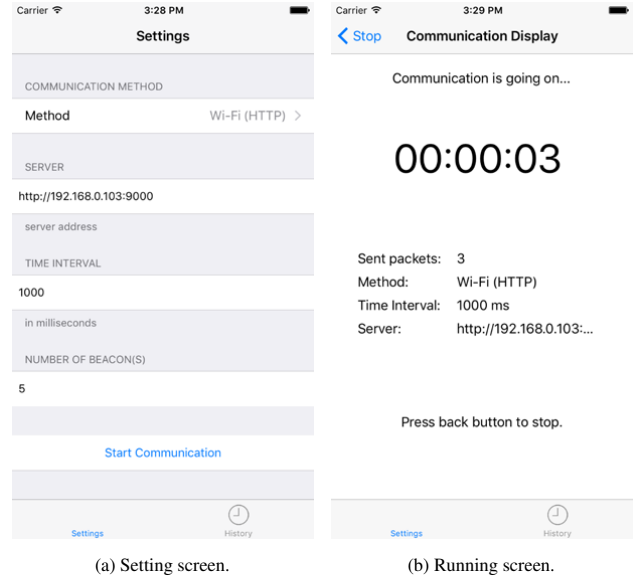 Carrier 3:28 PM
Settings
COMMUNICATION METHOD
Method Wi-Fi (HTTP)
SERVER
http://192.168.0.103:9000
server address
TIME INTERVAL
1000
in milliseconds
NUMBER OF BEACON(S)
5
Start Communication
Settings History
(a) Setting screen.
Carrier 3:29 PM
Stop Communication Display
Communication is going on...
00:00:03
Sent packets: 3
Method: Wi-Fi (HTTP)
Time Interval: 1000 ms
Server: http://192.168.0.103:...
Press back button to stop.
Settings History
(b) Running screen.